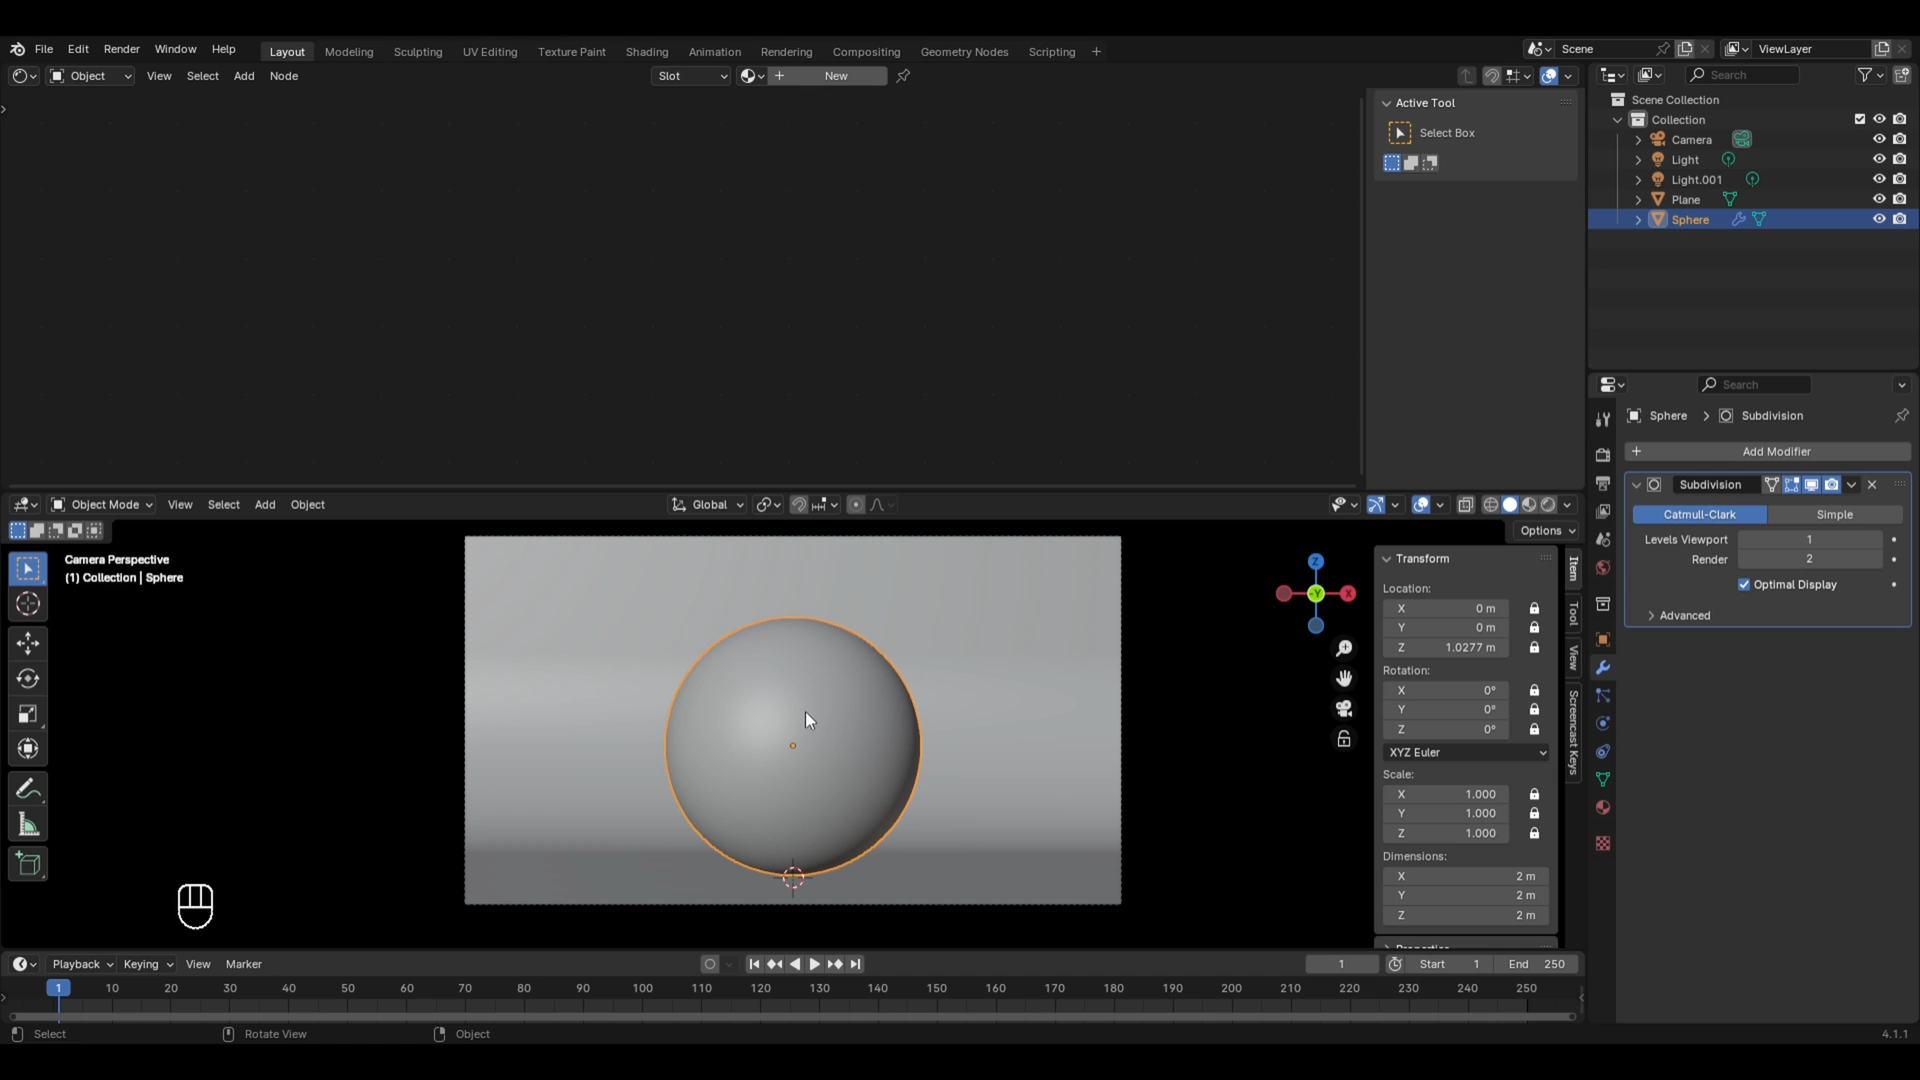 File Edit Render Window Help Layout Modeling Sculpting UV Editing Texture Paint Shading Animation Rendering Compositing Geometry Nodes Scripting + Scene ViewLayer
Object View Select Add Node Slot + New Search
Active Tool
Select Box
Scene Collection
Collection
Camera
Light
Light.001
Plane
Sphere
Search
Sphere > Subdivision
+ Add Modifier
Subdivision
Catmull-Clark Simple
Levels Viewport 1
Render 2
Optimal Display
Advanced
Object Mode View Select Add Object Global
Options
Camera Perspective
(1) Collection | Sphere
Z
-Y X
Transform
Location:
X 0 m
Y 0 m
Z 1.0277 m
Rotation:
X 0°
Y 0°
Z 0°
XYZ Euler
Scale:
X 1.000
Y 1.000
Z 1.000
Dimensions:
X 2 m
Y 2 m
Z 2 m
Properties
Item
Tool
View
Screencast Keys
Playback Keying View Marker 1 Start 1 End 250
1 10 20 30 40 50 60 70 80 90 100 110 120 130 140 150 160 170 180 190 200 210 220 230 240 250
Select Rotate View Object 4.1.1